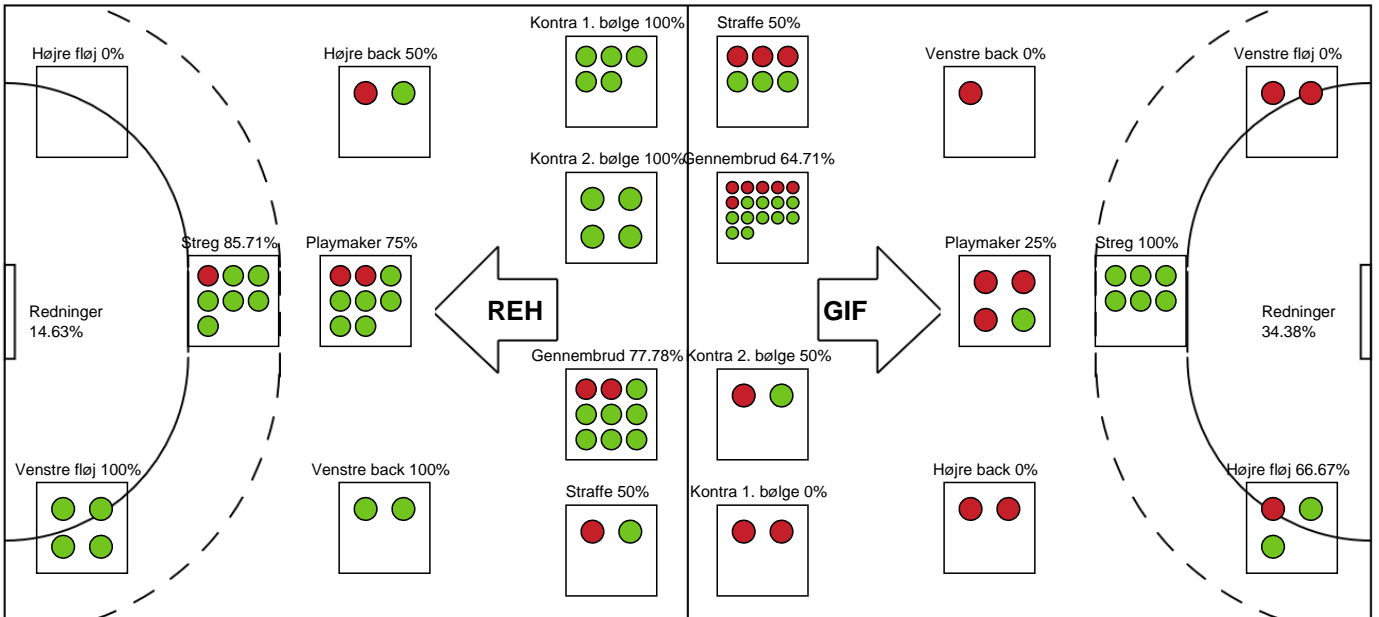 Kontra 1. bølge 100%
Straffe 50%
Højre fløj 0%
Højre back 50%
Venstre back 0%
Venstre fløj 0%
Kontra 2. bølge 100%
Gennembrud 64.71%
Streg 85.71%
Playmaker 75%
Playmaker 25%
Streg 100%
Redninger
14.63%
REH
GIF
Redninger
34.38%
Gennembrud 77.78%
Kontra 2. bølge 50%
Venstre fløj 100%
Venstre back 100%
Straffe 50%
Kontra 1. bølge 0%
Højre back 0%
Højre fløj 66.67%